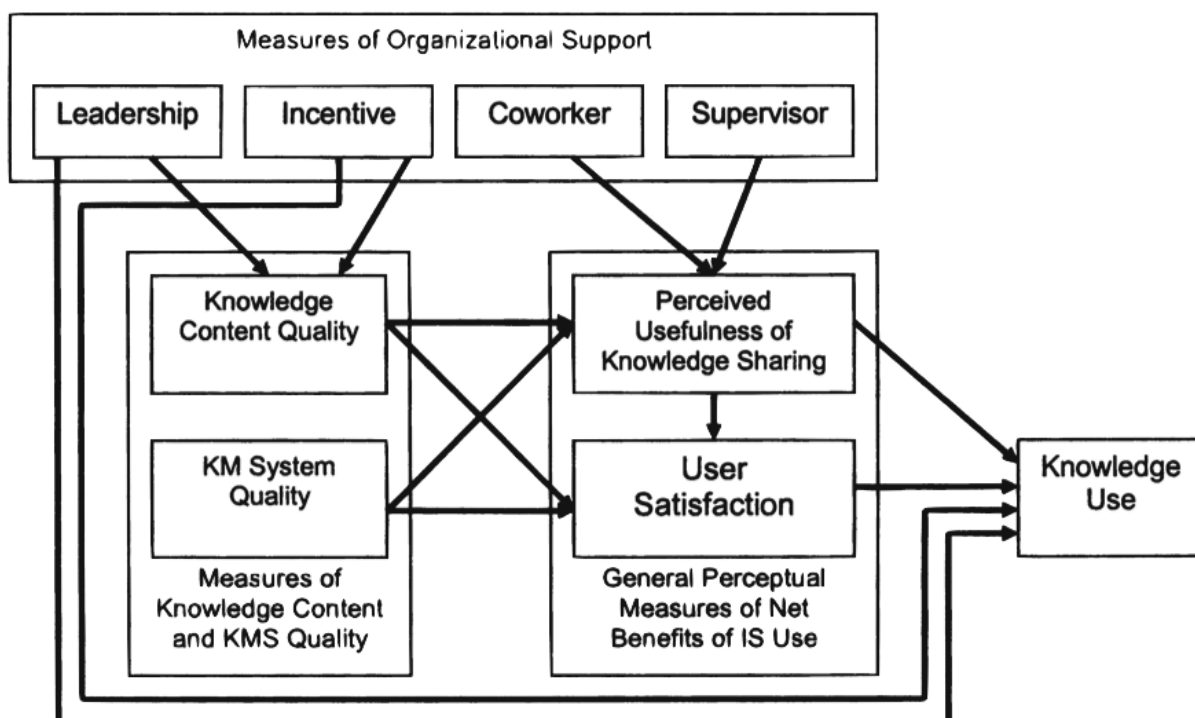 Measures of Organizational Support
Leadership
Incentive
Coworker
Supervisor
Knowledge
Content Quality
Perceived
Usefulness of
Knowledge Sharing
KM System
Quality
User
Satisfaction
Knowledge
Use
Measures of
Knowledge Content
and KMS Quality
General Perceptual
Measures of Net
Benefits of IS Use